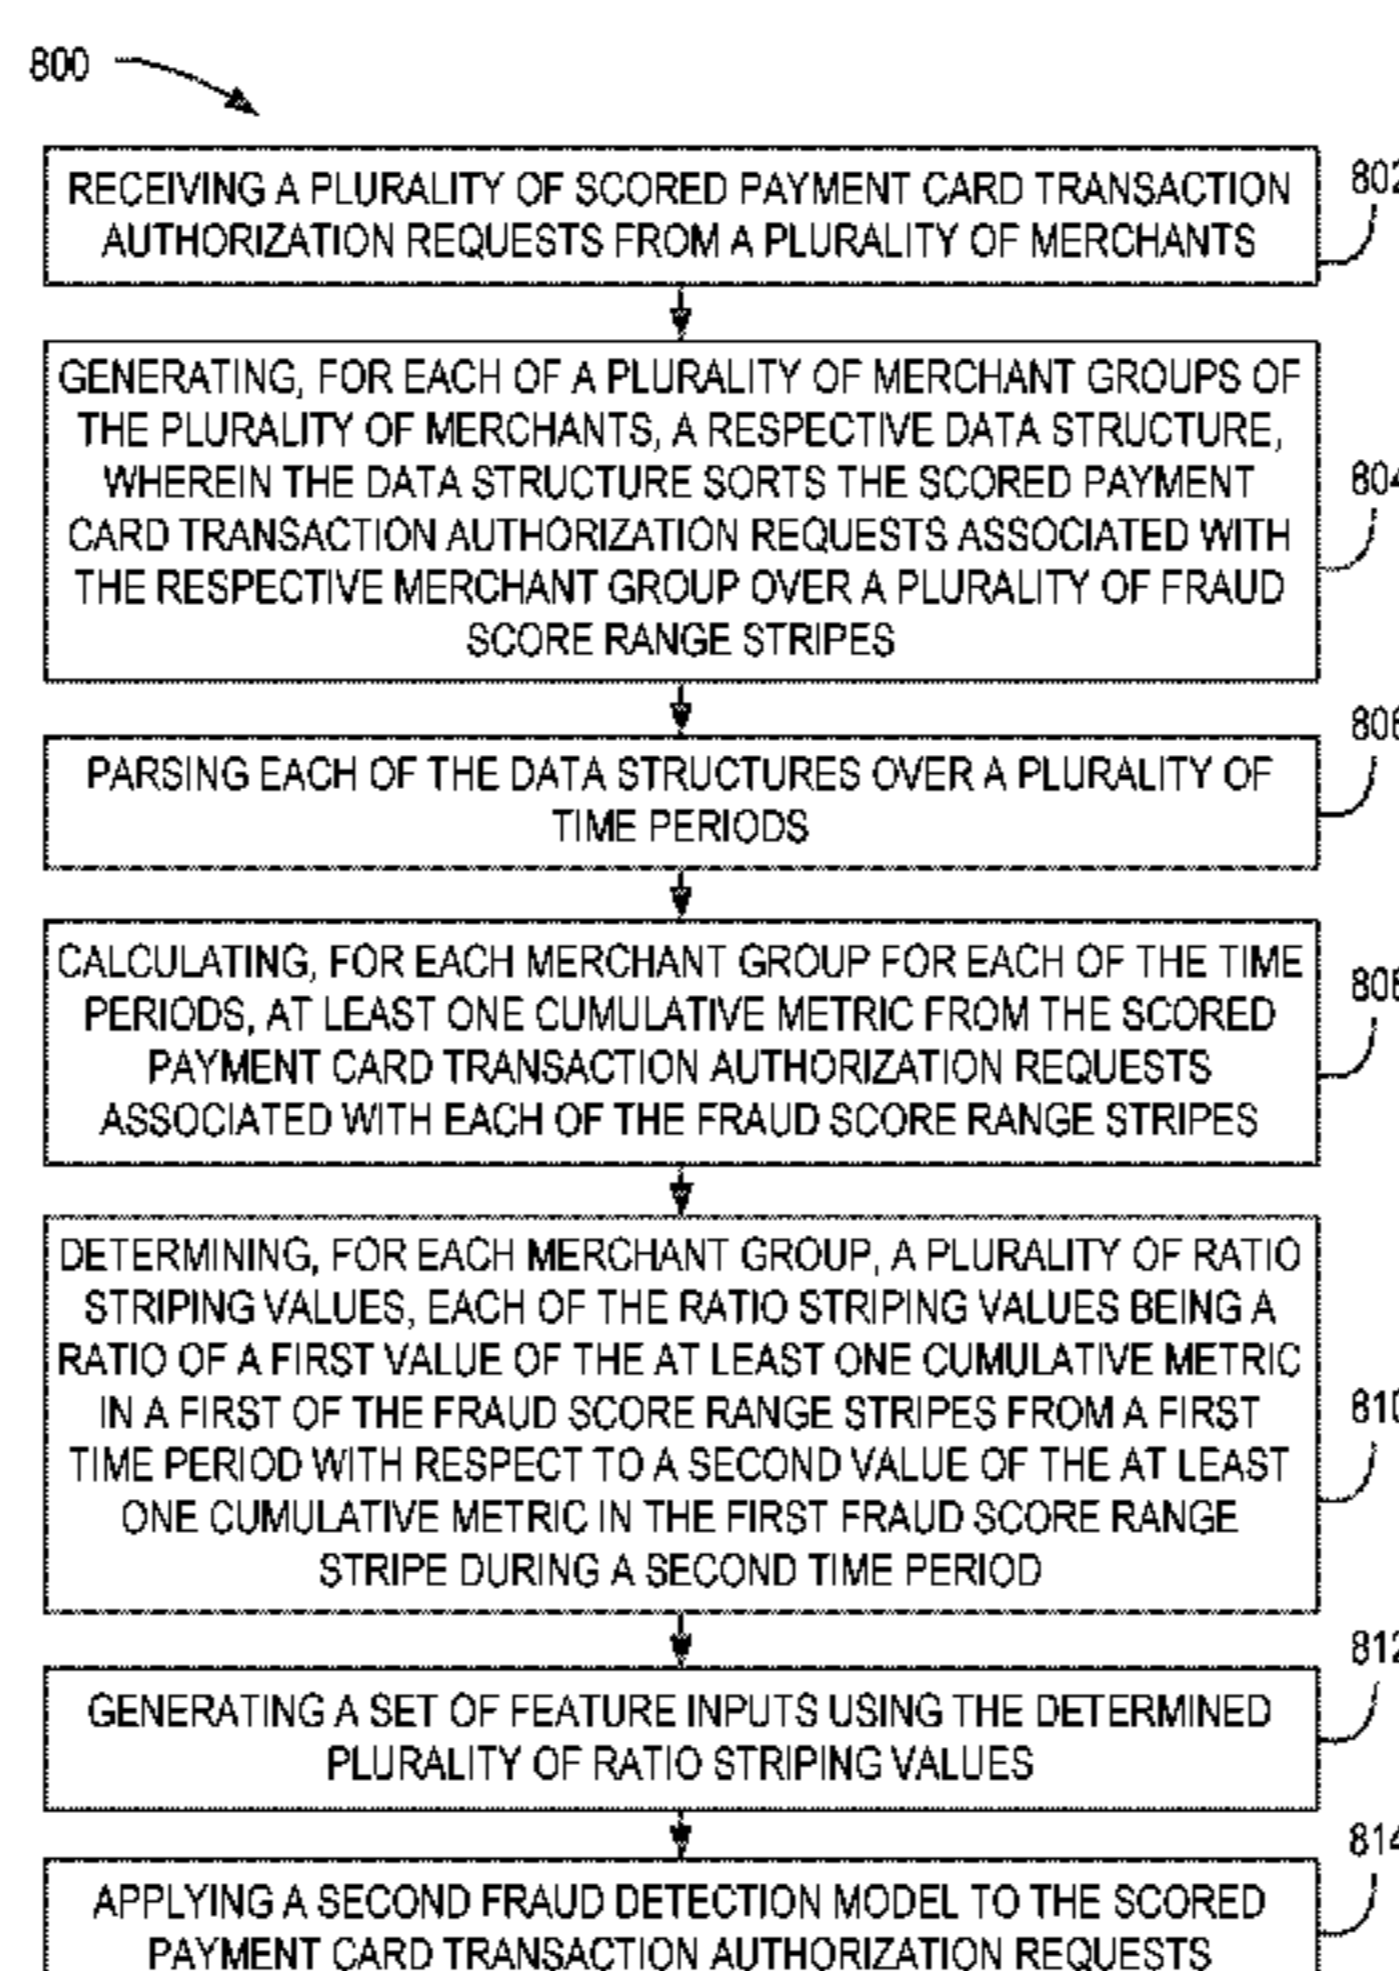 800
RECEIVING A PLURALITY OF SCORED PAYMENT CARD TRANSACTION
AUTHORIZATION REQUESTS FROM A PLURALITY OF MERCHANTS
802
GENERATING, FOR EACH OF A PLURALITY OF MERCHANT GROUPS OF
THE PLURALITY OF MERCHANTS, A RESPECTIVE DATA STRUCTURE,
WHEREIN THE DATA STRUCTURE SORTS THE SCORED PAYMENT
CARD TRANSACTION AUTHORIZATION REQUESTS ASSOCIATED WITH
THE RESPECTIVE MERCHANT GROUP OVER A PLURALITY OF FRAUD
SCORE RANGE STRIPES
804
PARSING EACH OF THE DATA STRUCTURES OVER A PLURALITY OF
TIME PERIODS
806
CALCULATING, FOR EACH MERCHANT GROUP FOR EACH OF THE TIME
PERIODS, AT LEAST ONE CUMULATIVE METRIC FROM THE SCORED
PAYMENT CARD TRANSACTION AUTHORIZATION REQUESTS
ASSOCIATED WITH EACH OF THE FRAUD SCORE RANGE STRIPES
808
DETERMINING, FOR EACH MERCHANT GROUP, A PLURALITY OF RATIO
STRIPING VALUES, EACH OF THE RATIO STRIPING VALUES BEING A
RATIO OF A FIRST VALUE OF THE AT LEAST ONE CUMULATIVE METRIC
IN A FIRST OF THE FRAUD SCORE RANGE STRIPES FROM A FIRST
TIME PERIOD WITH RESPECT TO A SECOND VALUE OF THE AT LEAST
ONE CUMULATIVE METRIC IN THE FIRST FRAUD SCORE RANGE
STRIPE DURING A SECOND TIME PERIOD
810
GENERATING A SET OF FEATURE INPUTS USING THE DETERMINED
PLURALITY OF RATIO STRIPING VALUES
812
APPLYING A SECOND FRAUD DETECTION MODEL TO THE SCORED
PAYMENT CARD TRANSACTION AUTHORIZATION REQUESTS
814